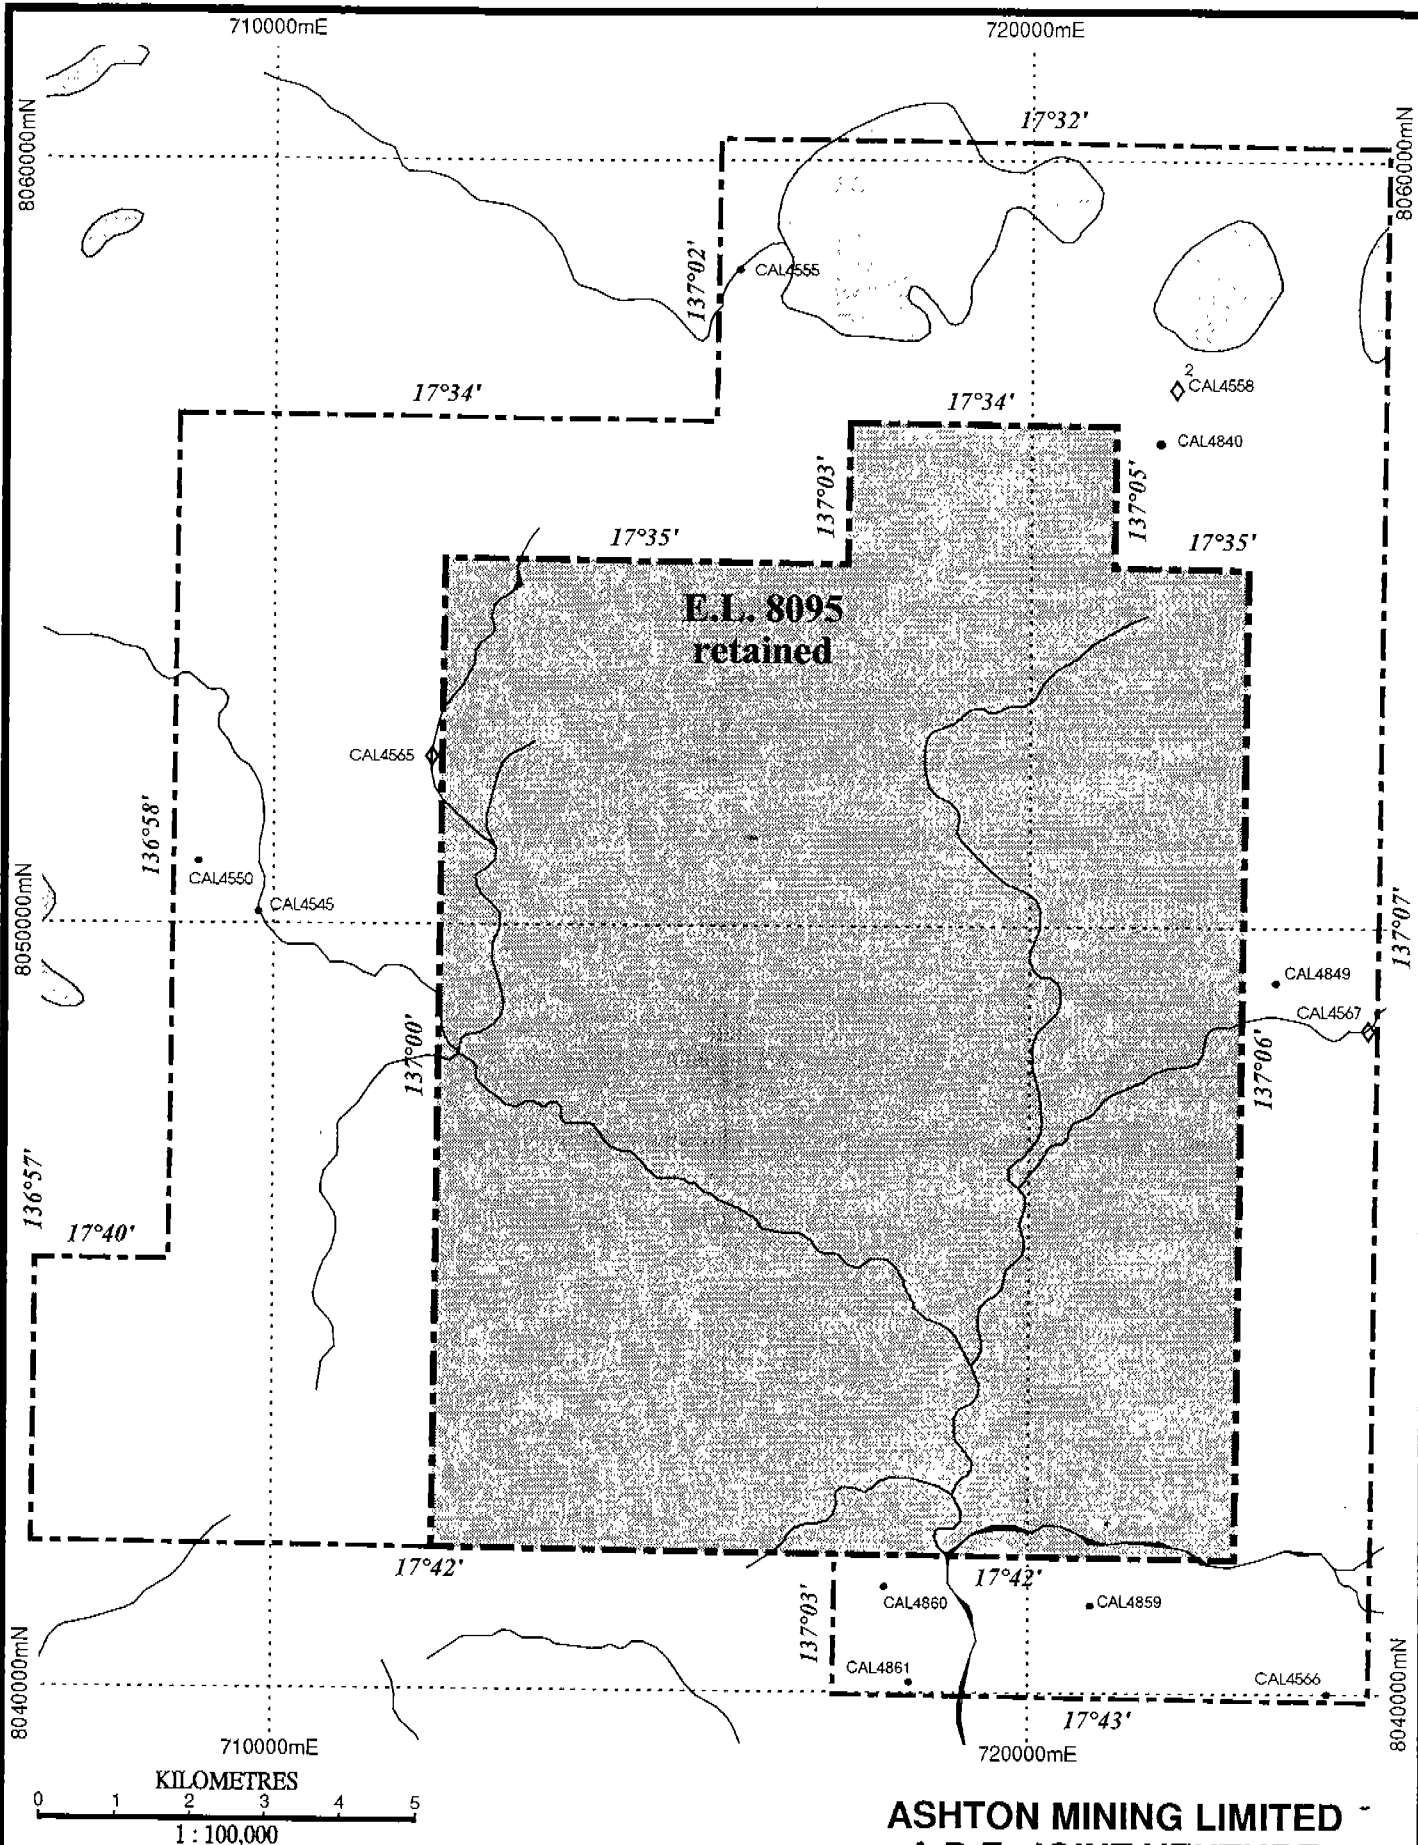 710000mE
720000mE
8060000mN
8060000mN
17°32'
137°02'
CAL4555
2
CAL4558
17°34'
17°34'
CAL4840
137°03'
137°05'
17°35'
17°35'
E.L. 8095
retained
CAL4565
136°58'
CAL4550
CAL4545
8050000mN
137°07'
CAL4849
CAL4567
137°00'
137°06'
136°57'
17°40'
17°42'
17°42'
137°03'
CAL4860
CAL4859
CAL4861
CAL4566
8040000mN
8040000mN
17°43'
710000mE
720000mE
KILOMETRES
0 1 2 3 4 5
1 : 100,000
ASHTON MINING LIMITED